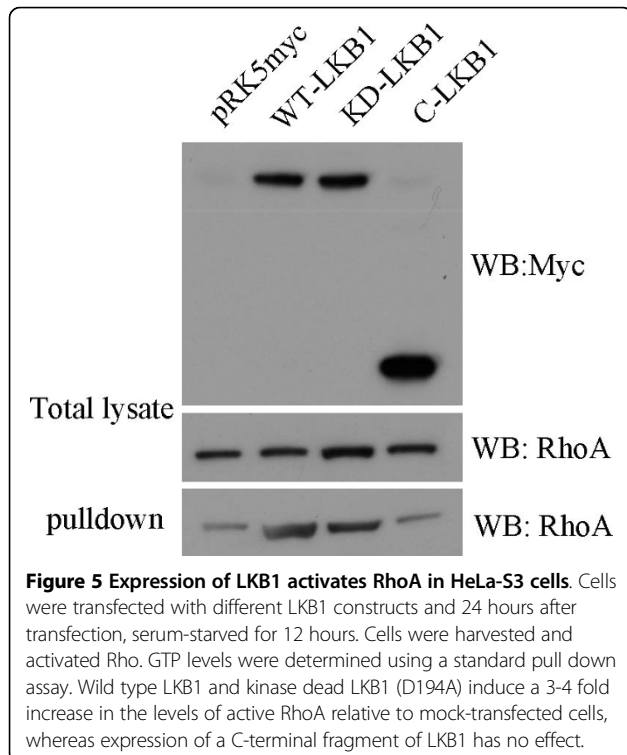 pRK5myc
WT-LKB1
KD-LKB1
C-LKB1
WB:Myc
Total lysate
WB: RhoA
pulldown
WB: RhoA
Figure 5 Expression of LKB1 activates RhoA in HeLa-S3 cells. Cells
were transfected with different LKB1 constructs and 24 hours after
transfection, serum-starved for 12 hours. Cells were harvested and
activated Rho. GTP levels were determined using a standard pull down
assay. Wild type LKB1 and kinase dead LKB1 (D194A) induce a 3-4 fold
increase in the levels of active RhoA relative to mock-transfected cells,
whereas expression of a C-terminal fragment of LKB1 has no effect.